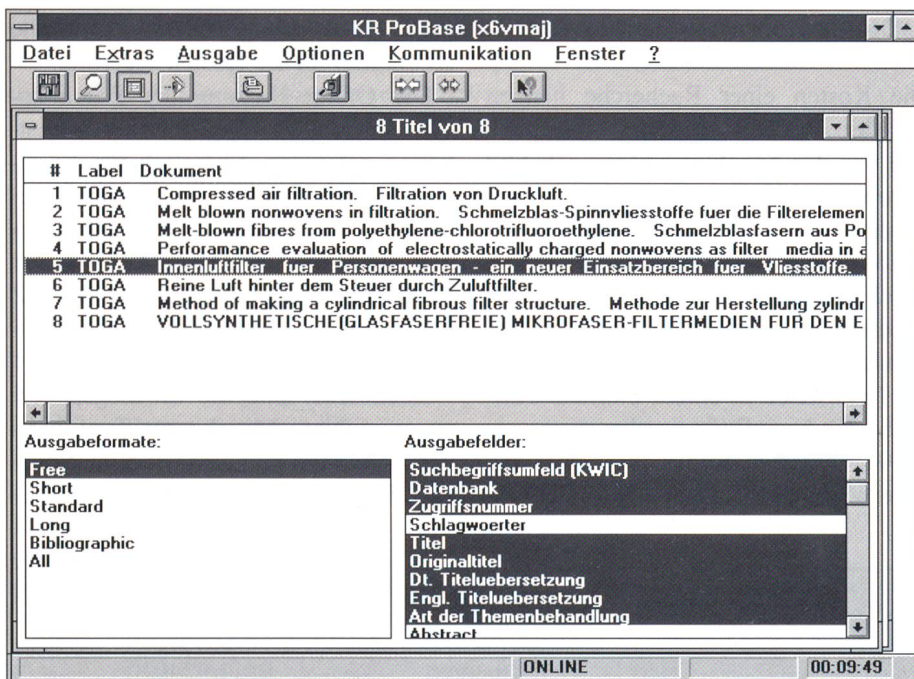 KR ProBase (x6vmaj)
Datei Extras Ausgabe Optionen Kommunikation Fenster ?
8 Titel von 8
# Label Dokument
1 TOGA Compressed air filtration. Filtration von Druckluft.
2 TOGA Melt blown nonwovens in filtration. Schmelzblas-Spinnvliesstoffe fuer die Filterelemen
3 TOGA Melt-blown fibres from polyethylene-chlorotrifluoroethylene. Schmelzblasfasern aus Po
4 TOGA Perforamance evaluation of electrostatically charged nonwovens as filter media in a
5 TOGA Innenluftfilter fuer Personenwagen - ein neuer Einsatzbereich fuer Vliesstoffe.
6 TOGA Reine Luft hinter dem Steuer durch Zuluftfilter.
7 TOGA Method of making a cylindrical fibrous filter structure. Methode zur Herstellung zylindr
8 TOGA VOLLSYNTHETISCHE(GLASFASERFREIE) MIKROFASER-FILTERMEDIEN FUR DEN E
Ausgabeformate: Ausgabefelder:
Free
Short
Standard
Long
Bibliographic
All
Suchbegriffsumfeld (KWIC)
Datenbank
Zugriffsnummer
Schlagwoerter
Titel
Originaltitel
Dt. Titeluebersetzung
Engl. Titeluebersetzung
Art der Themenbehandlung
Abstract
ONLINE 00:09:49